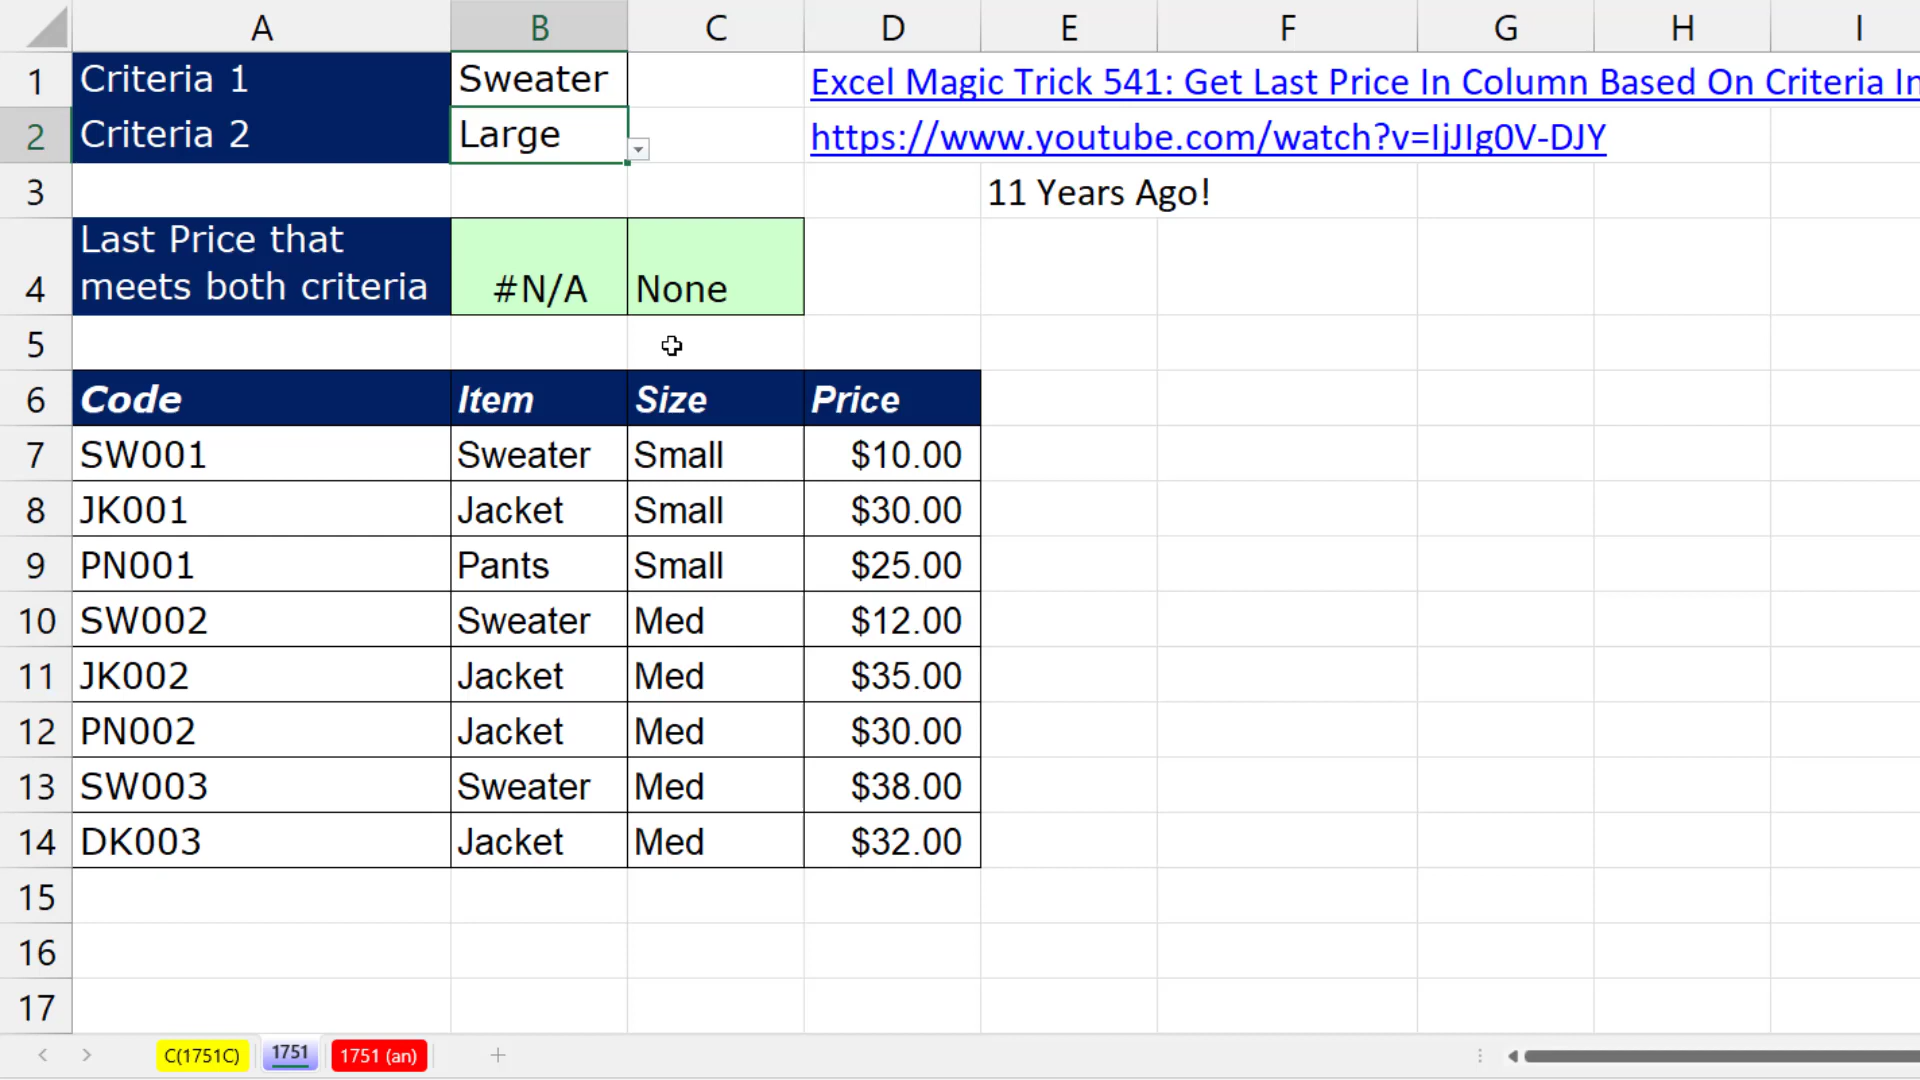 A B C D E F G H I
1 Criteria 1 Sweater Excel Magic Trick 541: Get Last Price In Column Based On Criteria In
2 Criteria 2 Large https://www.youtube.com/watch?v=IjJIg0V-DJY
3 11 Years Ago!
Last Price that
4 meets both criteria #N/A None
5
6 Code Item Size Price
7 SW001 Sweater Small $10.00
8 JK001 Jacket Small $30.00
9 PN001 Pants Small $25.00
10 SW002 Sweater Med $12.00
11 JK002 Jacket Med $35.00
12 PN002 Jacket Med $30.00
13 SW003 Sweater Med $38.00
14 DK003 Jacket Med $32.00
15
16
17
C(1751C) 1751 1751 (an)